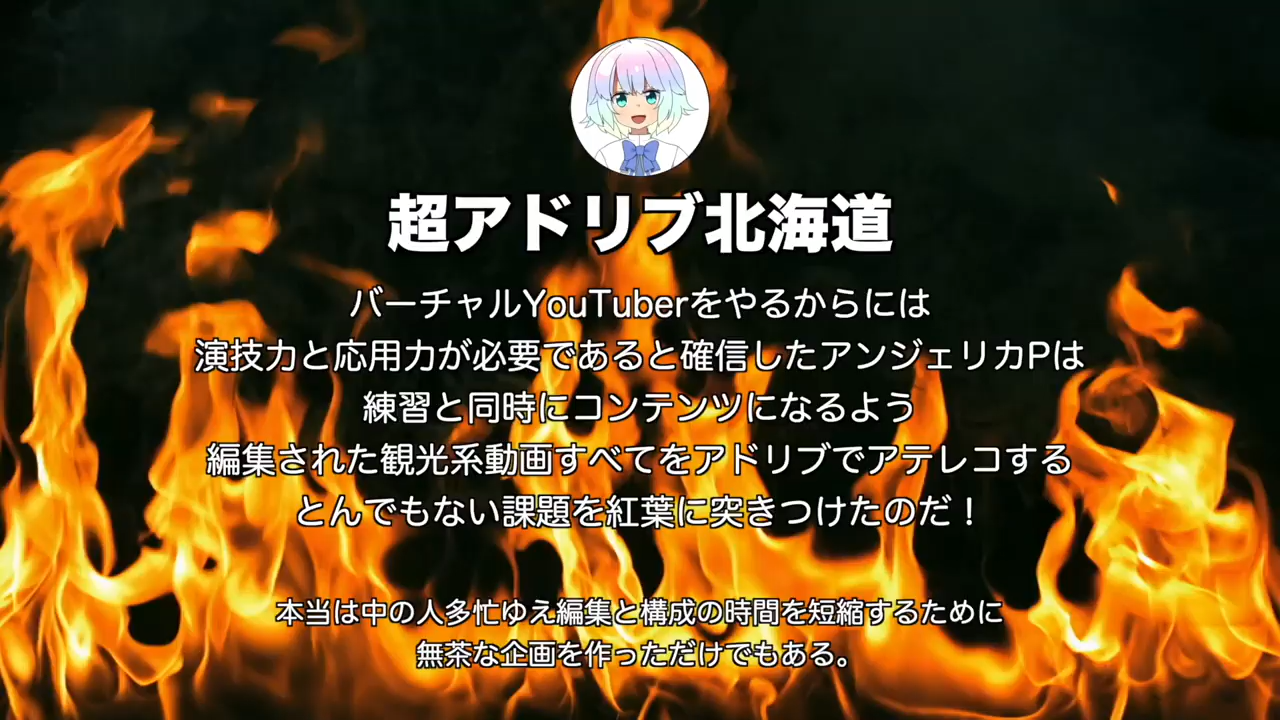 超アドリブ北海道
バーチャルYouTuberをやるからには
演技力と応用力が必要であると確信したアンジェリカPは
練習と同時にコンテンツになるよう
編集された観光系動画すべてをアドリブでアテレコする
とんでもない課題を紅葉に突きつけたのだ！
本当は中の人多忙ゆえ編集と構成の時間を短縮するために
無茶な企画を作っただけでもある。